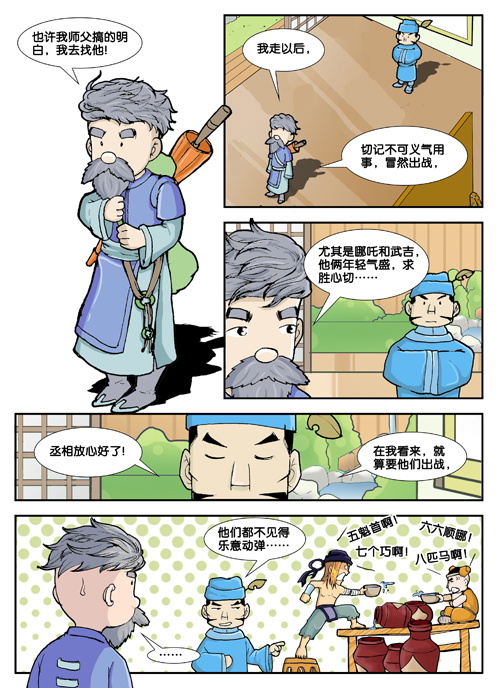 也许我师父搞的明
白，我去找他！
我走以后，
切记不可义气用
事，冒然出战，
尤其是哪吒和武吉，
他俩年轻气盛，求
胜心切……
丞相放心好了！
在我看来，就
算要他们出战，
他们都不见得
乐意动弹……
……
五魁首啊！
七个巧啊！
六六顺哪！
八匹马啊！